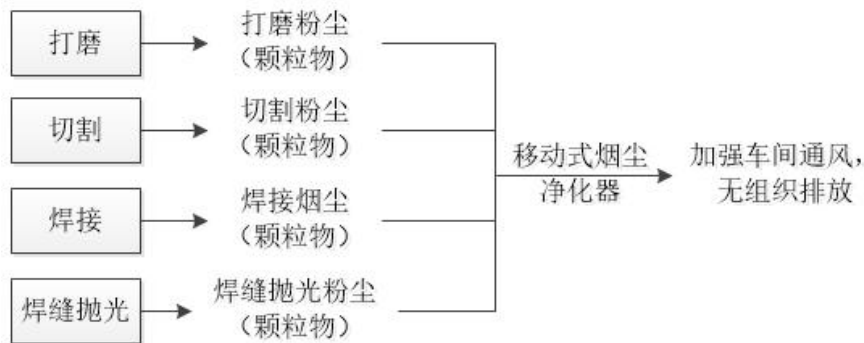 打磨
打磨粉尘
（颗粒物）
切割
切割粉尘
（颗粒物）
焊接
焊接烟尘
（颗粒物）
焊缝抛光
焊缝抛光粉尘
（颗粒物）
移动式烟尘
净化器
加强车间通风，
无组织排放